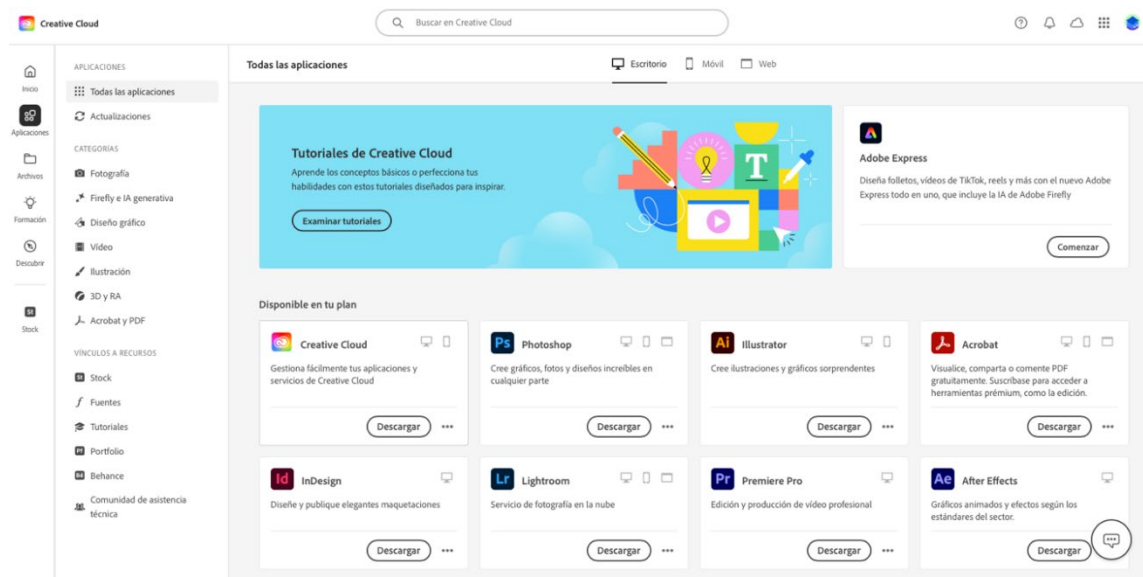 Creative Cloud
Buscar en Creative Cloud
Inicio
Aplicaciones
Archivos
Formación
Descubrir
St
Stock
APLICACIONES
Todas las aplicaciones
Actualizaciones
CATEGORÍAS
Fotografía
Firefly e IA generativa
Diseño gráfico
Vídeo
Ilustración
3D y RA
Acrobat y PDF
VÍNCULOS A RECURSOS
Stock
Fuentes
Tutoriales
Portfolio
Behance
Comunidad de asistencia
técnica
Todas las aplicaciones
Escritorio
Móvil
Web
Tutoriales de Creative Cloud
Aprende los conceptos básicos o perfecciona tus
habilidades con estos tutoriales diseñados para inspirar.
Examinar tutoriales
T
Adobe Express
Diseña folletos, vídeos de TikTok, reels y más con el nuevo Adobe
Express todo en uno, que incluye la IA de Adobe Firefly
Comenzar
Disponible en tu plan
Creative Cloud
Gestiona fácilmente tus aplicaciones y
servicios de Creative Cloud
Descargar
Ps Photoshop
Cree gráficos, fotos y diseños increíbles en
cualquier parte
Descargar
Ai Illustrator
Cree ilustraciones y gráficos sorprendentes
Descargar
Acrobat
Visualice, comparta o comente PDF
gratuitamente. Suscríbase para acceder a
herramientas prémium, como la edición.
Descargar
Id InDesign
Diseñe y publique elegantes maquetaciones
Descargar
Lr Lightroom
Servicio de fotografía en la nube
Descargar
Pr Premiere Pro
Edición y producción de vídeo profesional
Descargar
Ae After Effects
Gráficos animados y efectos según los
estándares del sector.
Descargar